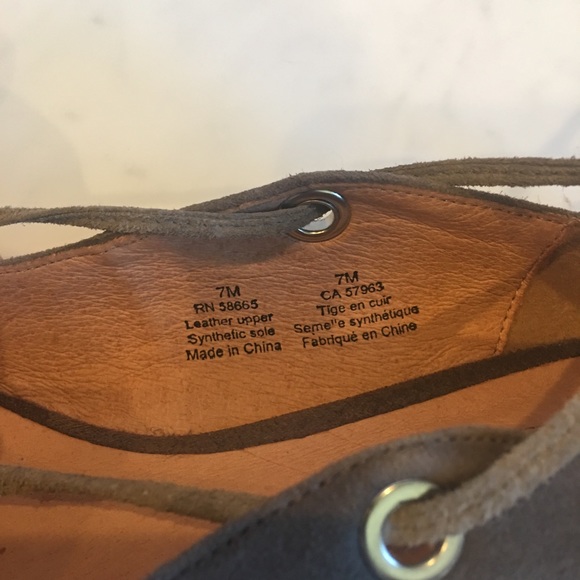 7M
RN 58665
Leather upper
Synthetic sole
Made in China
7M
CA 57963
Tige en cuir
Semelle synthétique
Fabriqué en Chine